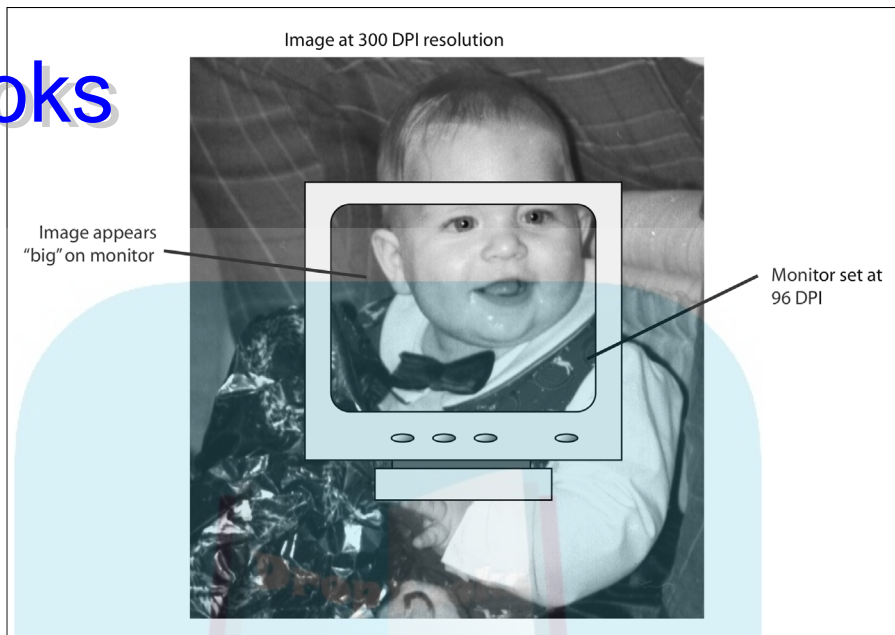 Image at 300 DPI resolution
oks
Image appears
“big” on monitor
Monitor set at
96 DPI